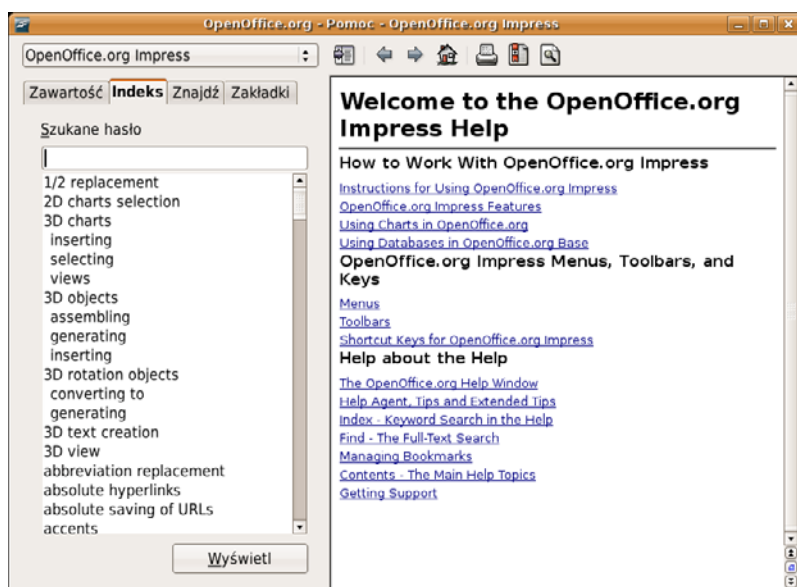 OpenOffice.org - Pomoc - OpenOffice.org Impress
OpenOffice.org Impress
Zawartość Indeks Znajdź Zakładki
Szukane hasło
1/2 replacement
2D charts selection
3D charts
inserting
selecting
views
3D objects
assembling
generating
inserting
3D rotation objects
converting to
generating
3D text creation
3D view
abbreviation replacement
absolute hyperlinks
absolute saving of URLs
accents
Wyświetl
Welcome to the OpenOffice.org
Impress Help
How to Work With OpenOffice.org Impress
Instructions for Using OpenOffice.org Impress
OpenOffice.org Impress Features
Using Charts in OpenOffice.org
Using Databases in OpenOffice.org Base
OpenOffice.org Impress Menus, Toolbars, and
Keys
Menus
Toolbars
Shortcut Keys for OpenOffice.org Impress
Help about the Help
The OpenOffice.org Help Window
Help Agent, Tips and Extended Tips
Index - Keyword Search in the Help
Find - The Full-Text Search
Managing Bookmarks
Contents - The Main Help Topics
Getting Support